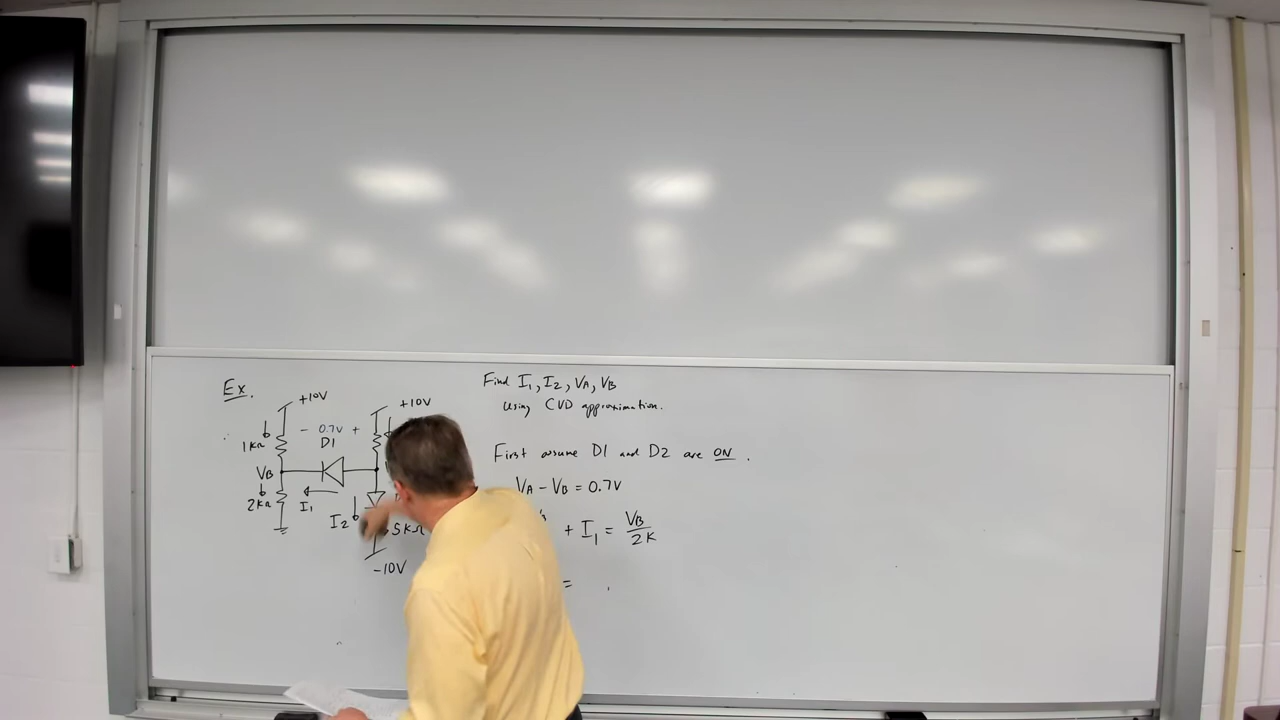 Ex.
Find I1, I2, VA, VB
using CVD approximation.
+10V
+10V
- 0.7V +
D1
1KΩ
VB
2KΩ
I1
I2
5KΩ
-10V
First assume D1 and D2 are ON.
VA - VB = 0.7V
+ I1 = VB/2K
=